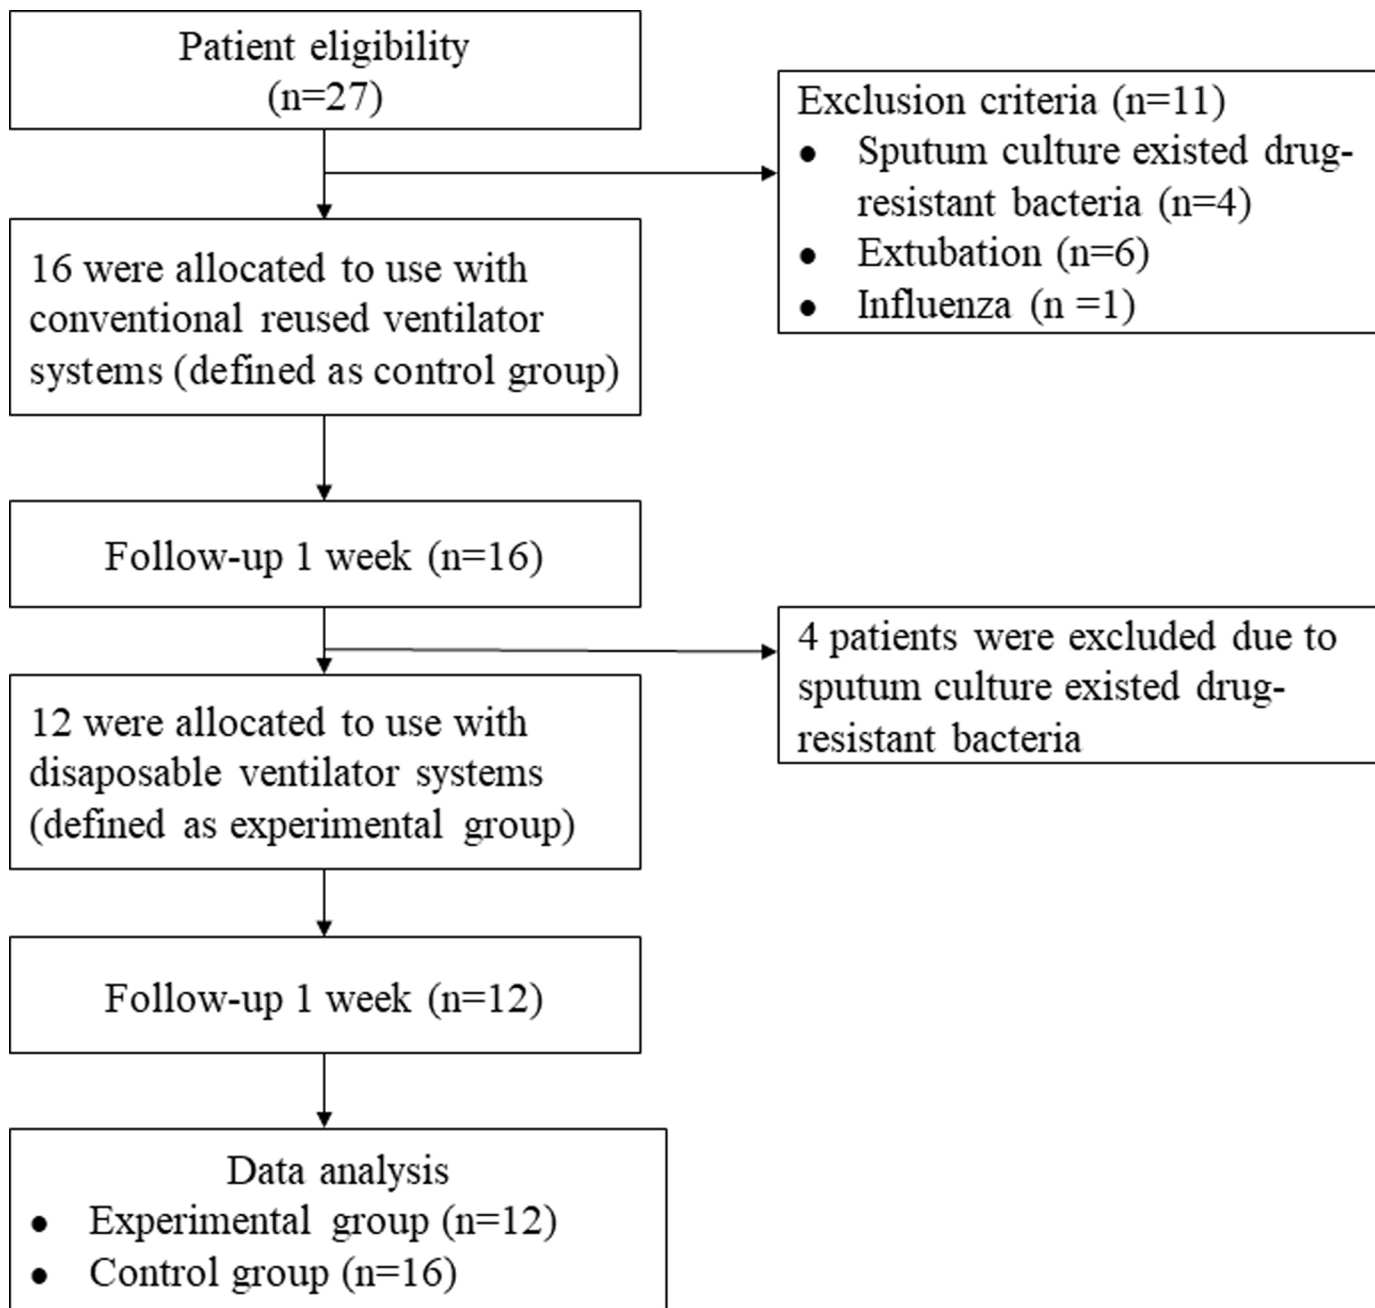 Patient eligibility
(n=27)
Exclusion criteria (n=11)
● Sputum culture existed drug-
resistant bacteria (n=4)
● Extubation (n=6)
● Influenza (n =1)
16 were allocated to use with
conventional reused ventilator
systems (defined as control group)
Follow-up 1 week (n=16)
4 patients were excluded due to
sputum culture existed drug-
resistant bacteria
12 were allocated to use with
disaposable ventilator systems
(defined as experimental group)
Follow-up 1 week (n=12)
Data analysis
● Experimental group (n=12)
● Control group (n=16)